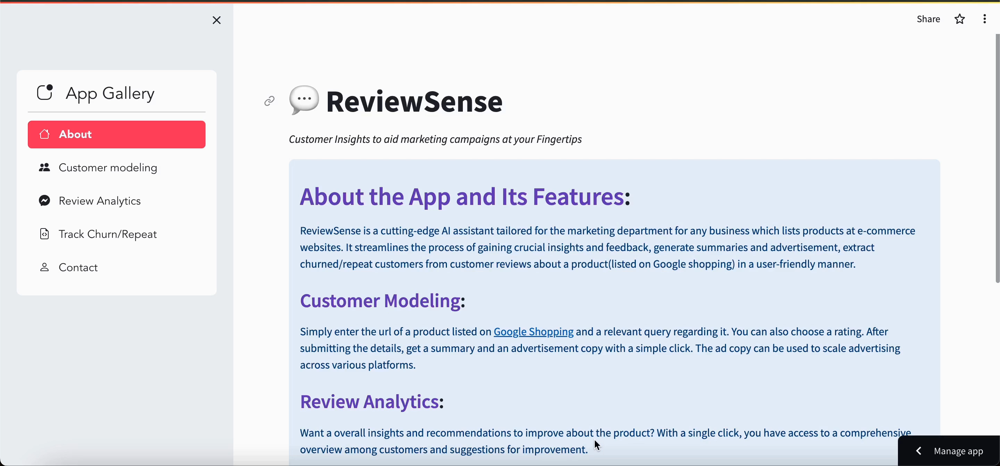 Share
App Gallery
About
Customer modeling
Review Analytics
Track Churn/Repeat
Contact
ReviewSense
Customer Insights to aid marketing campaigns at your Fingertips
About the App and Its Features:
ReviewSense is a cutting-edge AI assistant tailored for the marketing department for any business which lists products at e-commerce
websites. It streamlines the process of gaining crucial insights and feedback, generate summaries and advertisement, extract
churned/repeat customers from customer reviews about a product(listed on Google shopping) in a user-friendly manner.
Customer Modeling:
Simply enter the url of a product listed on Google Shopping and a relevant query regarding it. You can also choose a rating. After
submitting the details, get a summary and an advertisement copy with a simple click. The ad copy can be used to scale advertising
across various platforms.
Review Analytics:
Want a overall insights and recommendations to improve about the product? With a single click, you have access to a comprehensive
overview among customers and suggestions for improvement.
Manage app